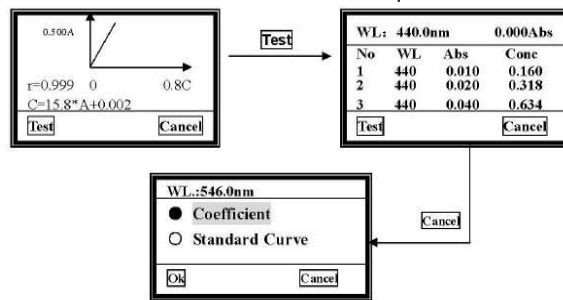 0.500A
r=0.999 0 0.8C
C=15.8*A+0.002
Test Cancel
Test
WL: 440.0nm 0.000Abs
No WL Abs Conc
1 440 0.010 0.160
2 440 0.020 0.318
3 440 0.040 0.634
Test Cancel
Cancel
WL.:546.0nm
Coefficient
Standard Curve
Ok Cancel